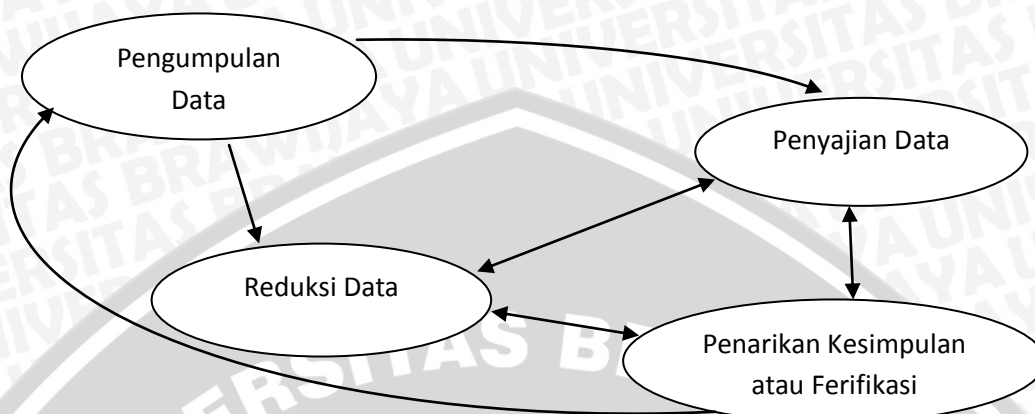 Pengumpulan
Data
Penyajian Data
Reduksi Data
Penarikan Kesimpulan
atau Ferifikasi